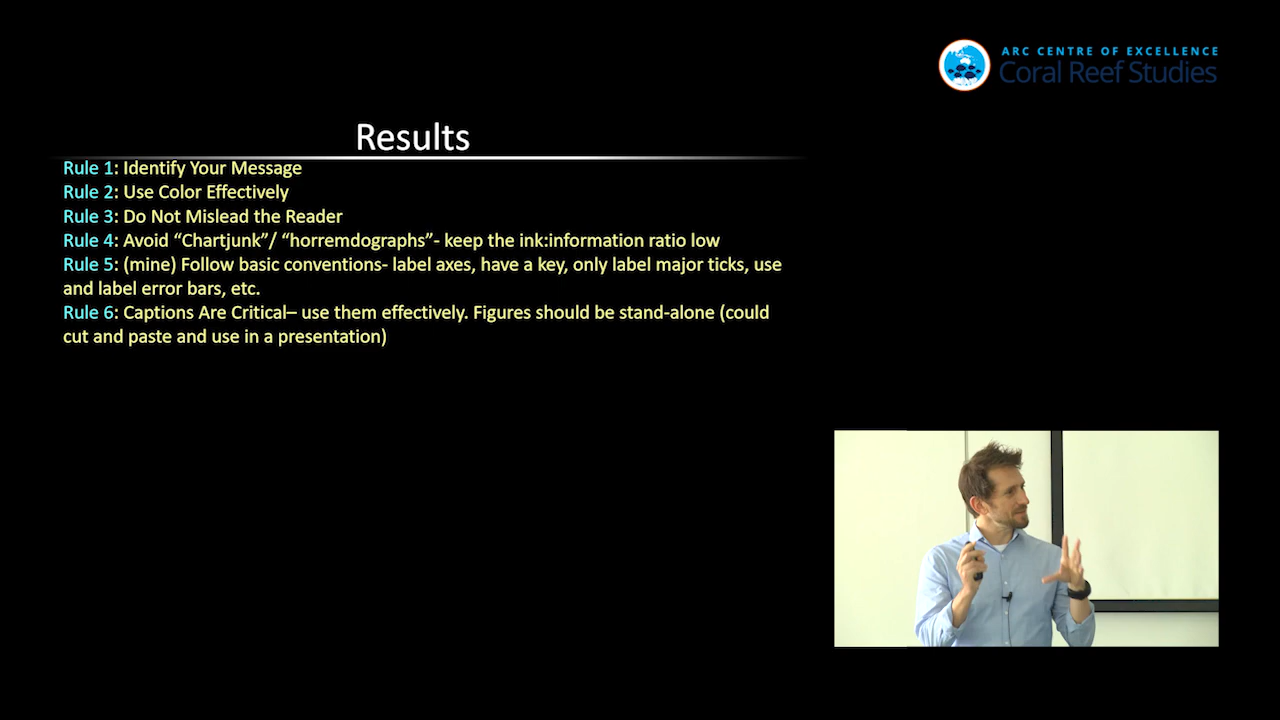 ARC CENTRE OF EXCELLENCE
Coral Reef Studies
Results
Rule 1: Identify Your Message
Rule 2: Use Color Effectively
Rule 3: Do Not Mislead the Reader
Rule 4: Avoid “Chartjunk”/ “horremdographs”- keep the ink:information ratio low
Rule 5: (mine) Follow basic conventions- label axes, have a key, only label major ticks, use
and label error bars, etc.
Rule 6: Captions Are Critical– use them effectively. Figures should be stand-alone (could
cut and paste and use in a presentation)